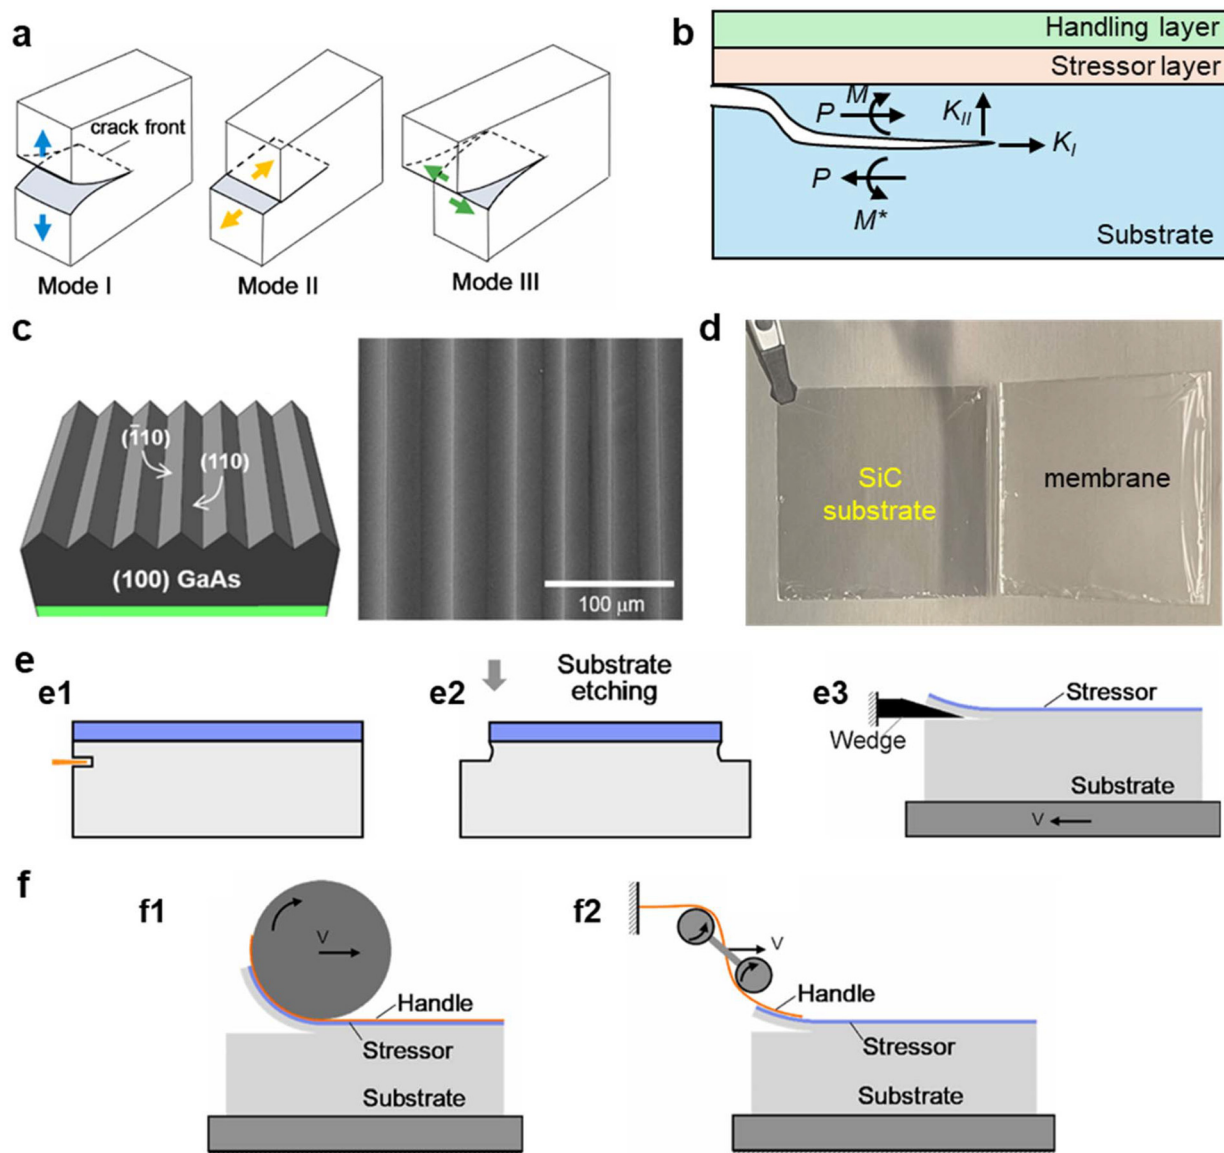 a
crack front
Mode I
Mode II
Mode III
b
Handling layer
Stressor layer
M
P
K_II
K_I
P
M*
Substrate
c
(1̄10)
(110)
(100) GaAs
100 μm
d
SiC
substrate
membrane
e
e1
e2
Substrate
etching
e3
Stressor
Wedge
Substrate
V
f
f1
V
Handle
Stressor
Substrate
f2
V
Handle
Stressor
Substrate